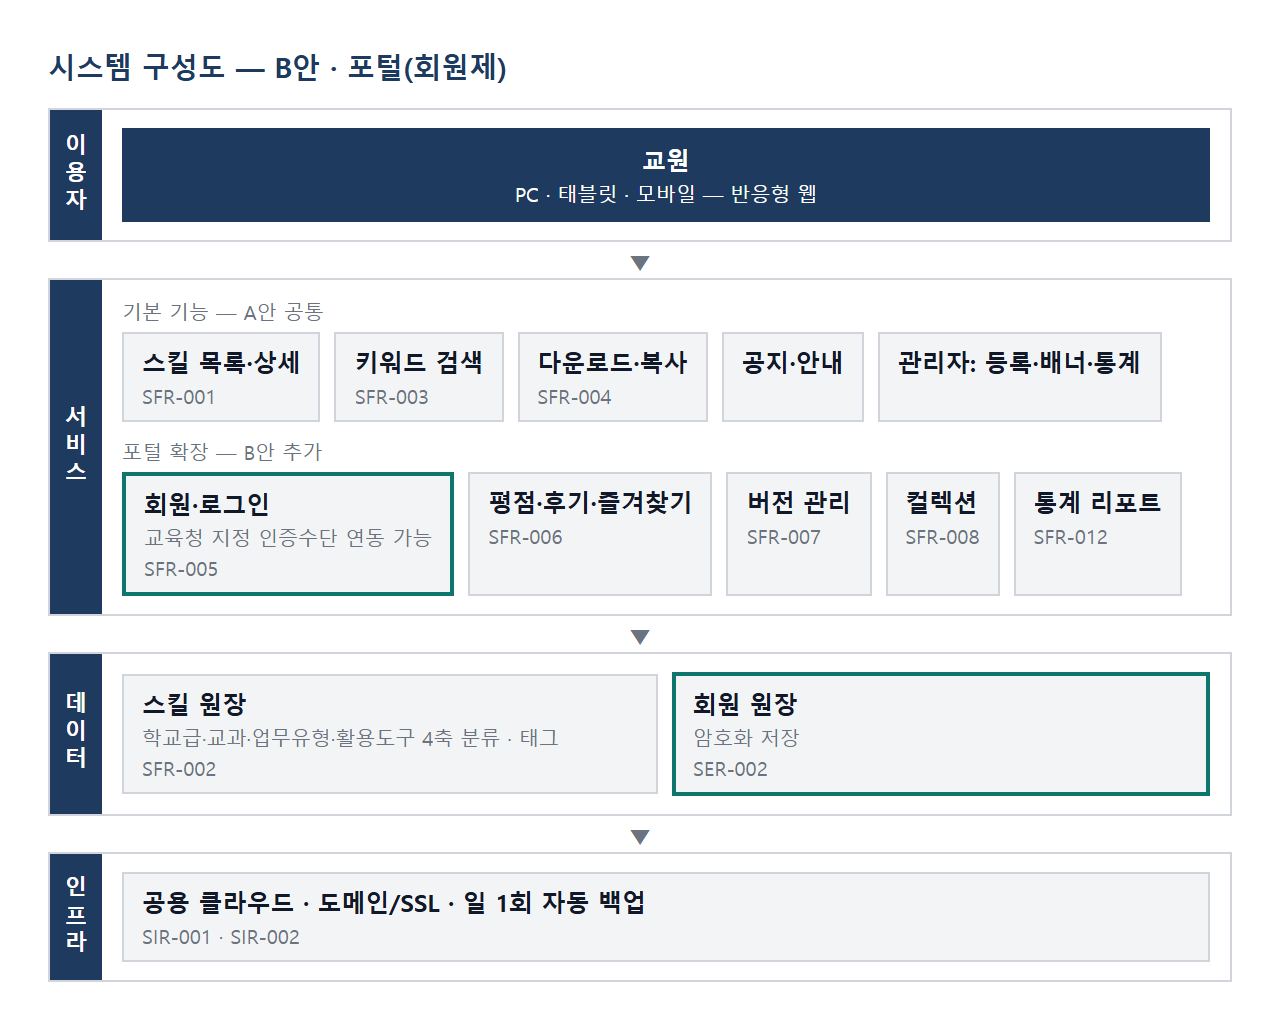 시스템 구성도 — B안 · 포털(회원제)
이용자
교원
PC · 태블릿 · 모바일 — 반응형 웹
▼
서비스
기본 기능 — A안 공통
스킬 목록·상세
SFR-001
키워드 검색
SFR-003
다운로드·복사
SFR-004
공지·안내
관리자: 등록·배너·통계
포털 확장 — B안 추가
회원·로그인
교육청 지정 인증수단 연동 가능
SFR-005
평점·후기·즐겨찾기
SFR-006
버전 관리
SFR-007
컬렉션
SFR-008
통계 리포트
SFR-012
▼
데이터
스킬 원장
학교급·교과·업무유형·활용도구 4축 분류 · 태그
SFR-002
회원 원장
암호화 저장
SER-002
▼
인프라
공용 클라우드 · 도메인/SSL · 일 1회 자동 백업
SIR-001 · SIR-002